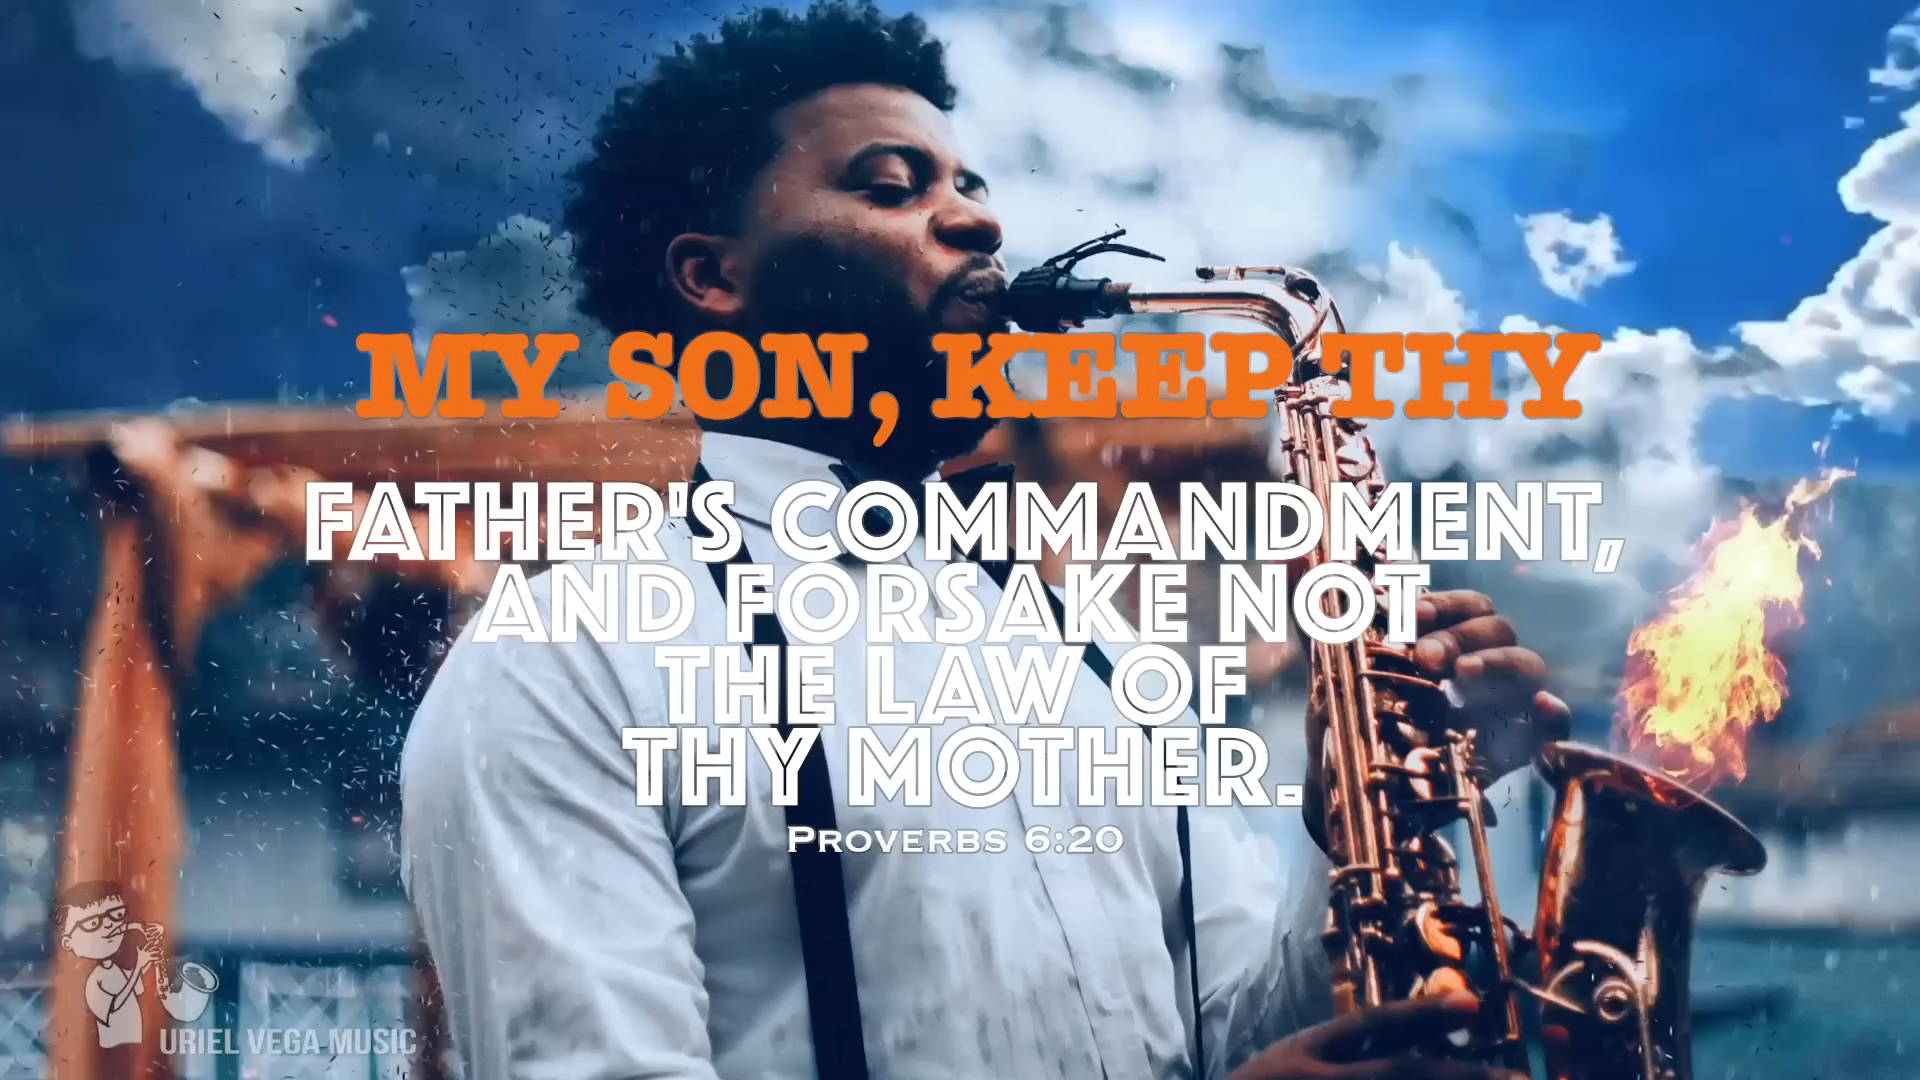 MY SON, KEEP THY
FATHER'S COMMANDMENT,
AND FORSAKE NOT
THE LAW OF
THY MOTHER.
PROVERBS 6:20
URIEL VEGA MUSIC